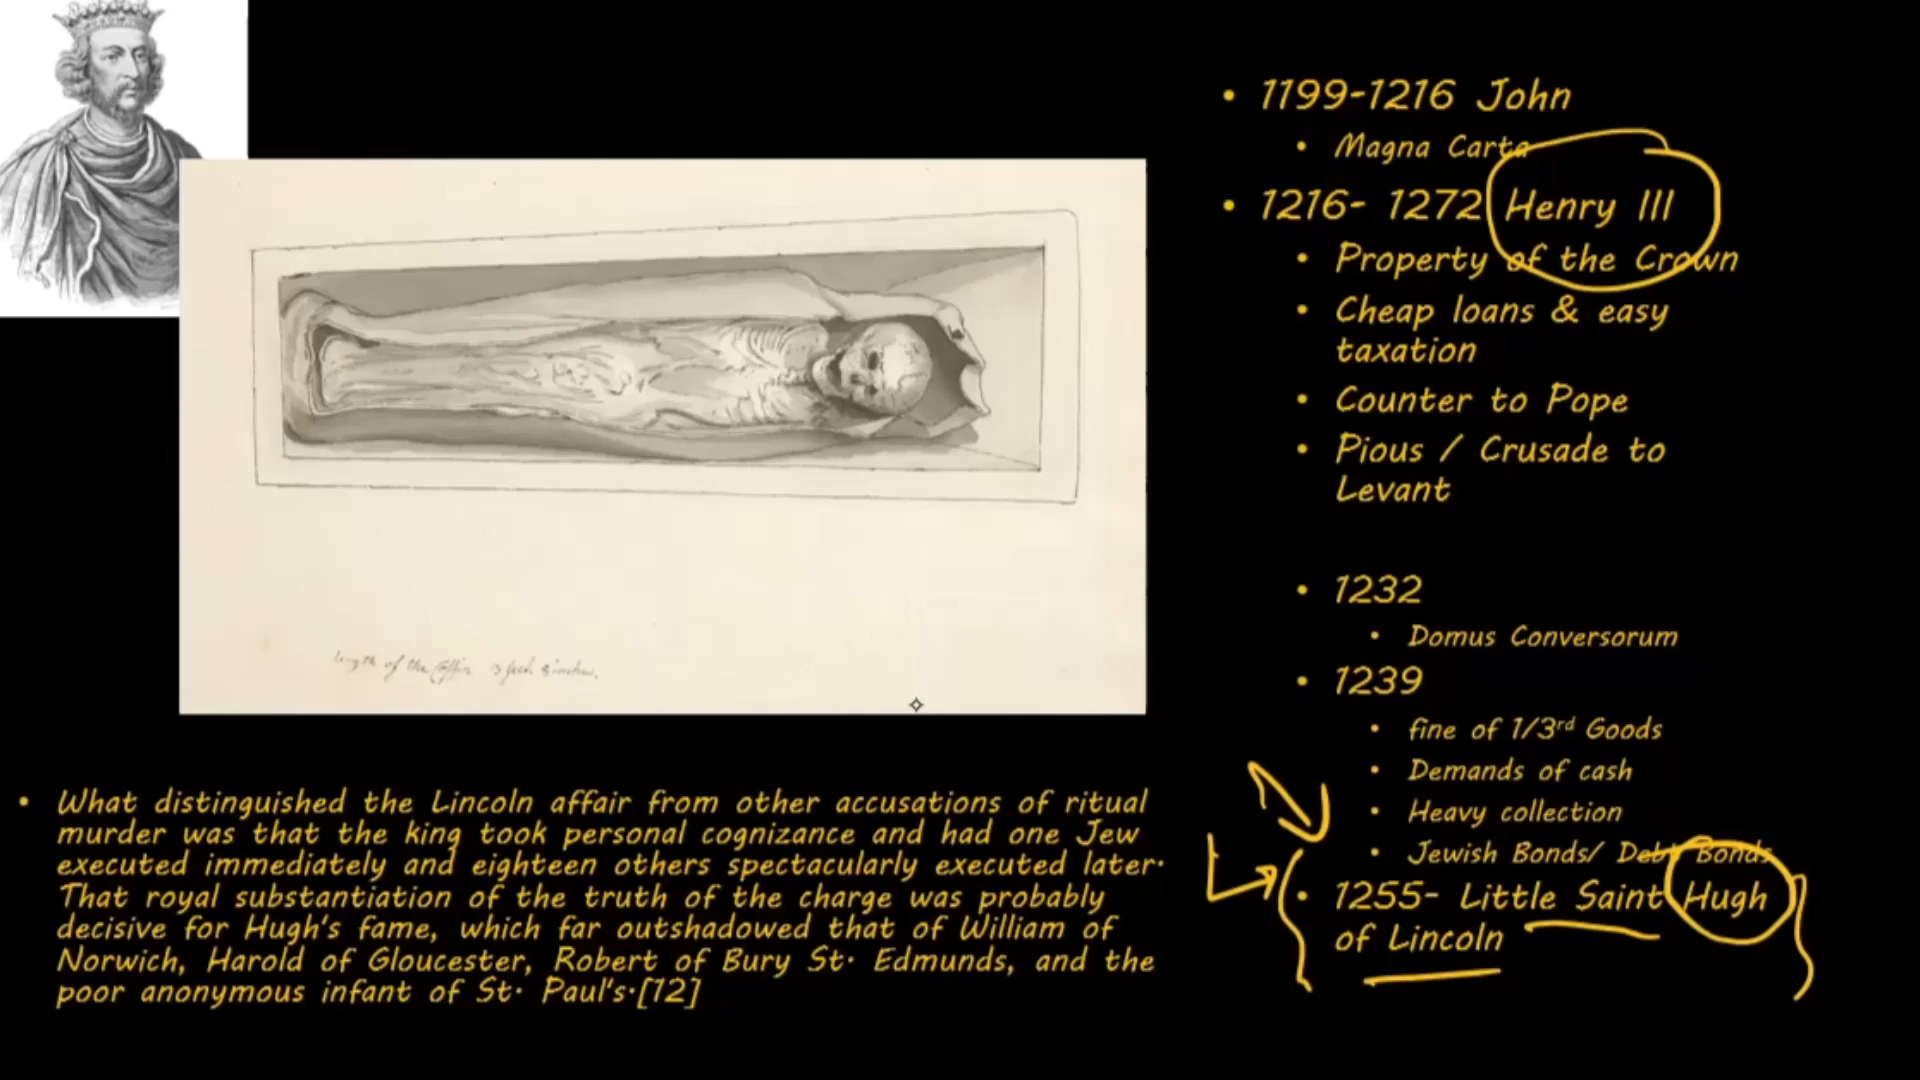 • 1199-1216 John
• Magna Carta
• 1216- 1272 Henry III
• Property of the Crown
• Cheap loans & easy
taxation
• Counter to Pope
• Pious / Crusade to
Levant
• 1232
• Domus Conversorum
• 1239
• fine of 1/3rd Goods
• Demands of cash
• Heavy collection
• Jewish Bonds/ Debt Bonds
• 1255- Little Saint Hugh
of Lincoln
length of the Coffin 3 feet
• What distinguished the Lincoln affair from other accusations of ritual
murder was that the king took personal cognizance and had one Jew
executed immediately and eighteen others spectacularly executed later.
That royal substantiation of the truth of the charge was probably
decisive for Hugh's fame, which far outshadowed that of William of
Norwich, Harold of Gloucester, Robert of Bury St. Edmunds, and the
poor anonymous infant of St. Paul's.[12]